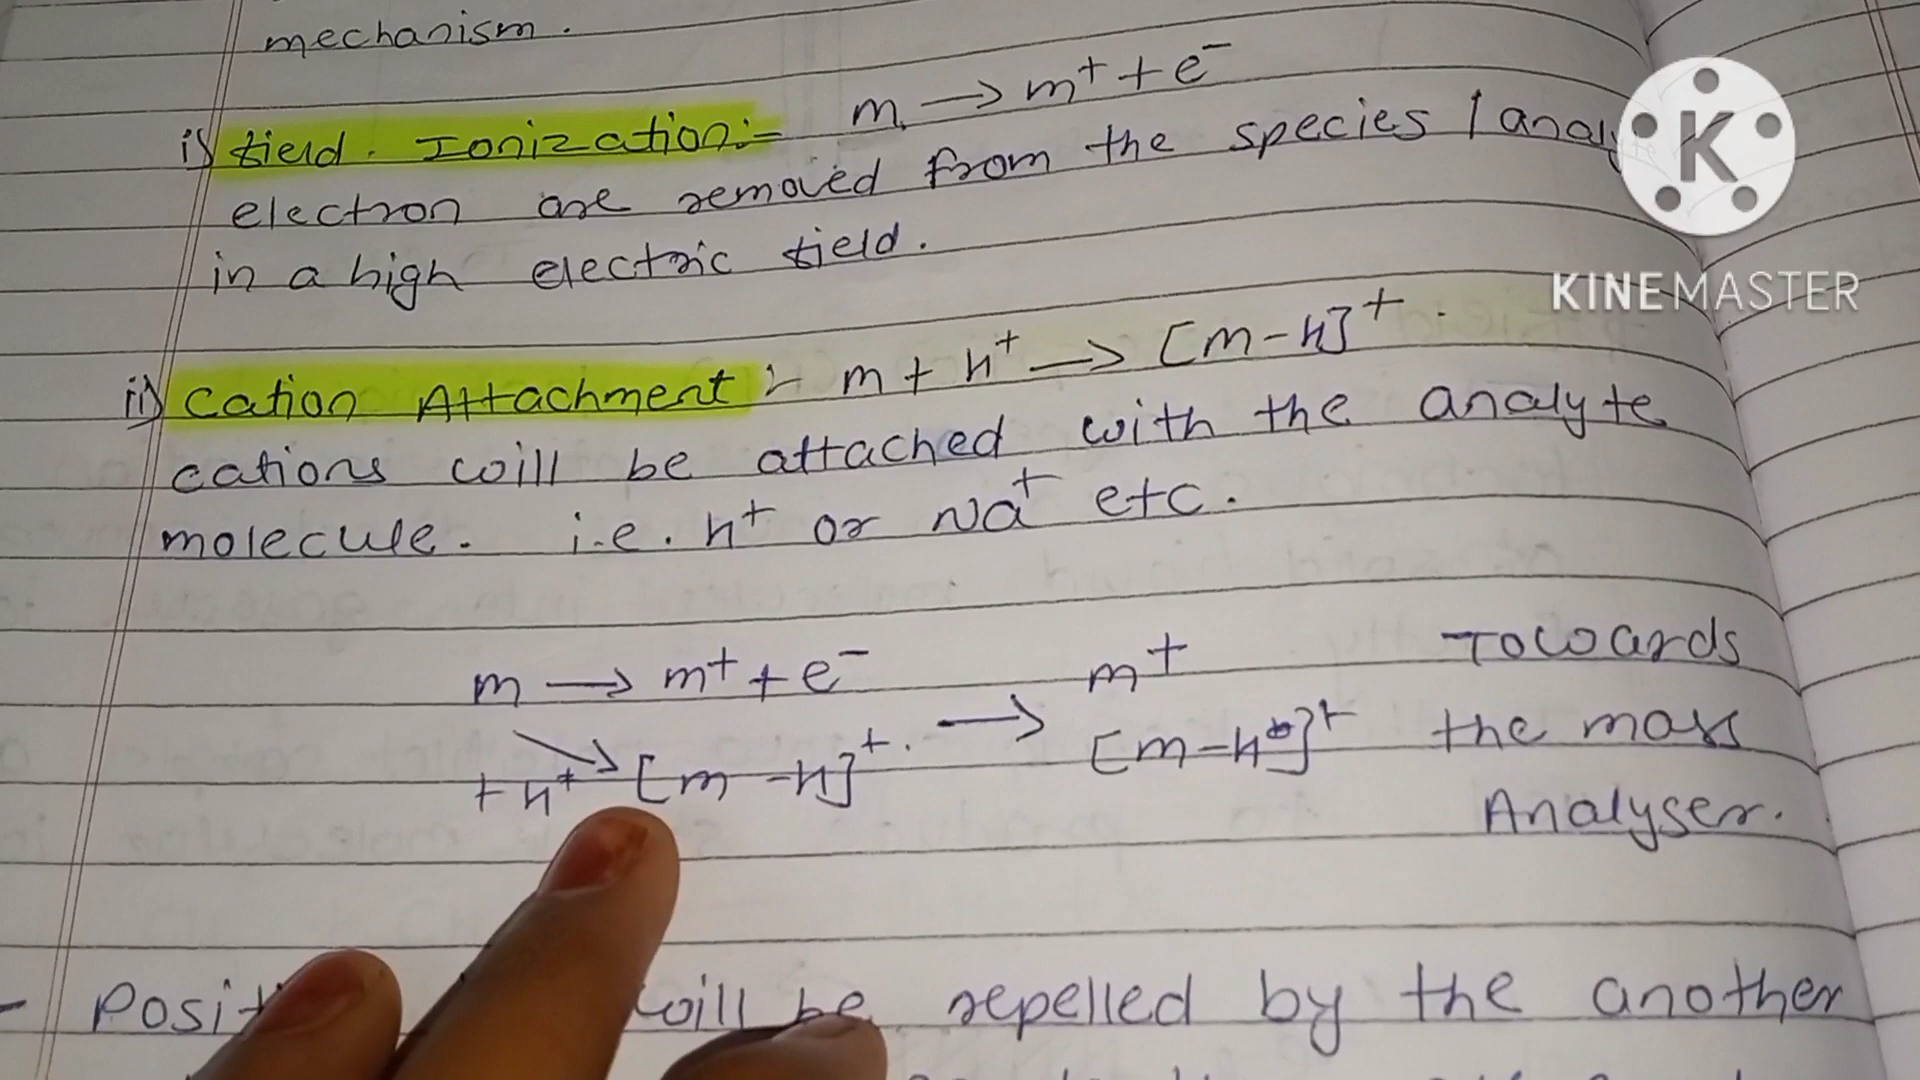 mechanism.
i) field. Ionization:- m → m⁺ + e⁻
electron are removed from the species /
in a high electric field.
ii) Cation Attachment :- m + H⁺ → [m-H]⁺.
cations will be attached with the analyte
molecule. i.e. H⁺ or Na⁺ etc.
m → m⁺ + e⁻ → m⁺ Towards
+ H⁺ [m-H]⁺. [m-H]⁺ the mass
Analyser.
- will be repelled by the another
K
KINEMASTER